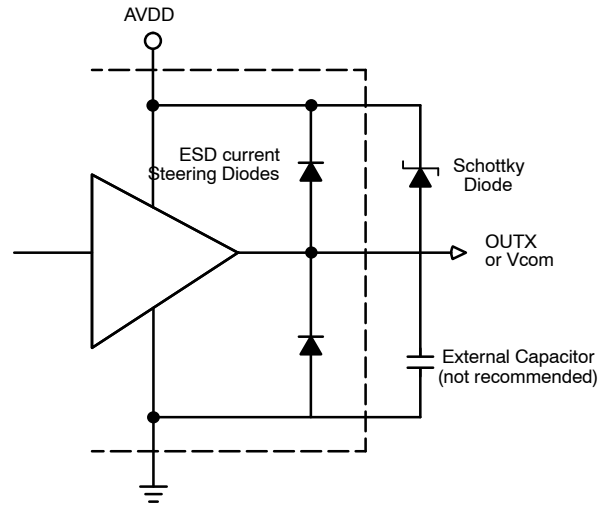 AVDD
ESD current
Steering Diodes
Schottky
Diode
OUTX
or Vcom
External Capacitor
(not recommended)